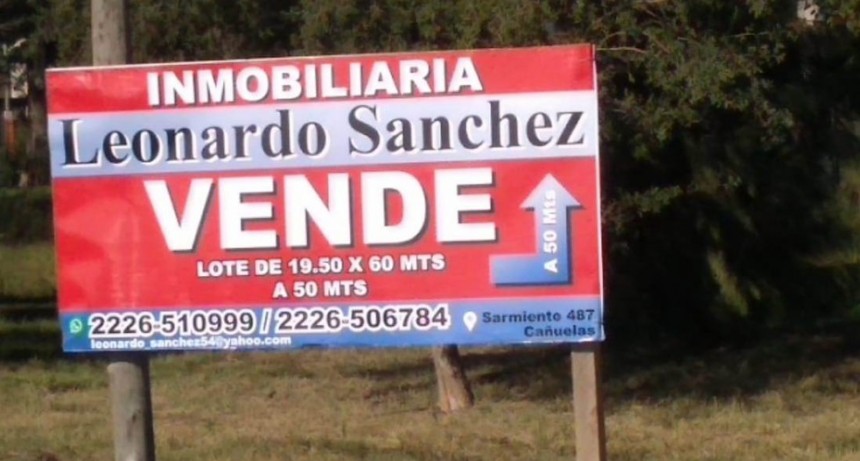 INMOBILIARIA
Leonardo Sanchez
VENDE
LOTE DE 19.50 X 60 MTS
A 50 MTS
A 50 Mts
2226-510999 / 2226-506784
leonardo_sanchez54@yahoo.com
Sarmiento 487
Cañuelas